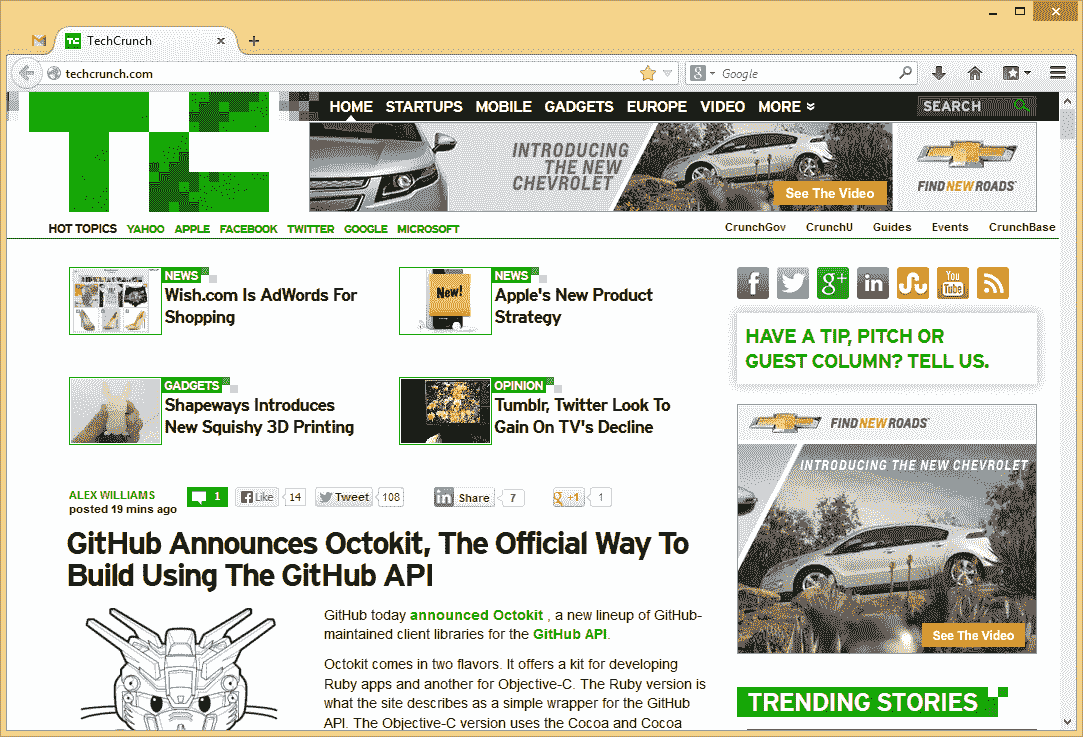 TechCrunch
techcrunch.com
Google
TC
HOME STARTUPS MOBILE GADGETS EUROPE VIDEO MORE
SEARCH
INTRODUCING
THE NEW
CHEVROLET
See The Video
FIND NEW ROADS
HOT TOPICS YAHOO APPLE FACEBOOK TWITTER GOOGLE MICROSOFT
CrunchGov CrunchU Guides Events CrunchBase
NEWS
Wish.com Is AdWords For
Shopping
New!
NEWS
Apple's New Product
Strategy
GADGETS
Shapeways Introduces
New Squishy 3D Printing
OPINION
Tumblr, Twitter Look To
Gain On TV's Decline
You
Tube
HAVE A TIP, PITCH OR
GUEST COLUMN? TELL US.
ALEX WILLIAMS
posted 19 mins ago
1
Like 14
Tweet 108
in Share 7
g +1 1
GitHub Announces Octokit, The Official Way To
Build Using The GitHub API
GitHub today announced Octokit , a new lineup of GitHub-
maintained client libraries for the GitHub API.
Octokit comes in two flavors. It offers a kit for developing
Ruby apps and another for Objective-C. The Ruby version is
what the site describes as a simple wrapper for the GitHub
API. The Objective-C version uses the Cocoa and Cocoa
FIND NEW ROADS
INTRODUCING THE NEW CHEVROLET
See The Video
TRENDING STORIES